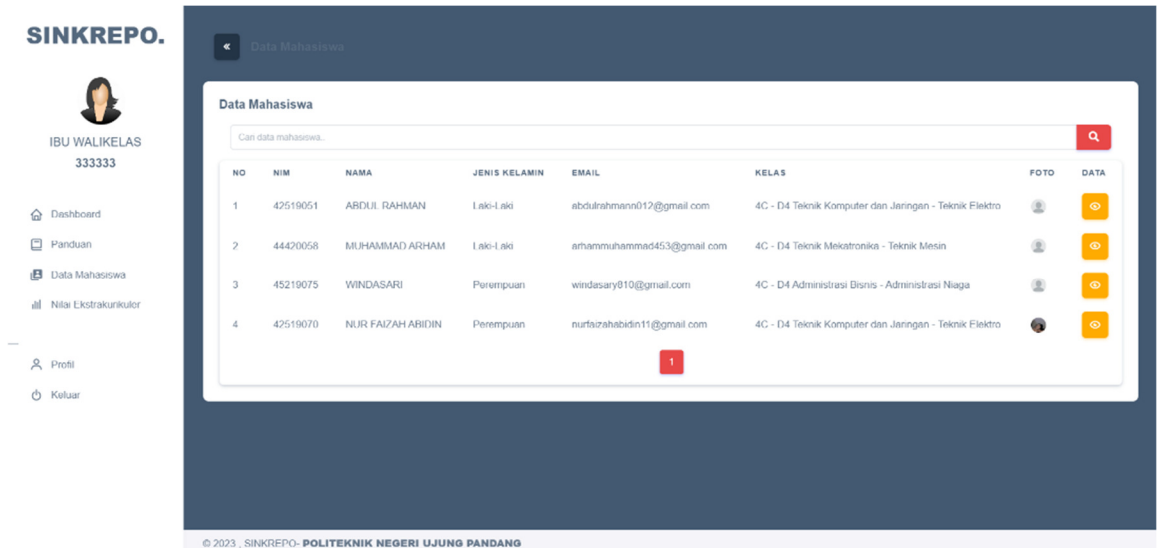 SINKREPO.
IBU WALIKELAS
333333
Dashboard
Panduan
Data Mahasiswa
Nilai Ekstrakurikuler
Profil
Keluar
Data Mahasiswa
Data Mahasiswa
Cari data mahasiswa..
NO NIM NAMA JENIS KELAMIN EMAIL KELAS FOTO DATA
1 42519051 ABDUL RAHMAN Laki-Laki abdulrahmann012@gmail.com 4C - D4 Teknik Komputer dan Jaringan - Teknik Elektro
2 44420058 MUHAMMAD ARHAM Laki-Laki arhammuhammad453@gmail.com 4C - D4 Teknik Mekatronika - Teknik Mesin
3 45219075 WINDASARI Perempuan windasary810@gmail.com 4C - D4 Administrasi Bisnis - Administrasi Niaga
4 42519070 NUR FAIZAH ABIDIN Perempuan nurfaizahabidin11@gmail.com 4C - D4 Teknik Komputer dan Jaringan - Teknik Elektro
1
© 2023 , SINKREPO- POLITEKNIK NEGERI UJUNG PANDANG